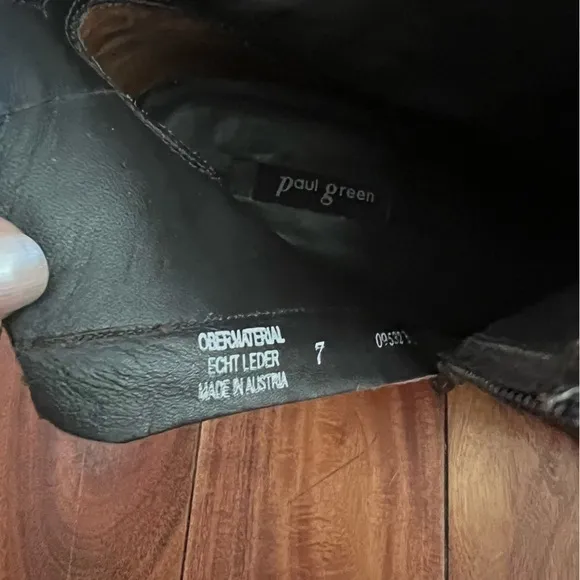 paul green
OBERMATERIAL
ECHT LEDER 7
MADE IN AUSTRIA